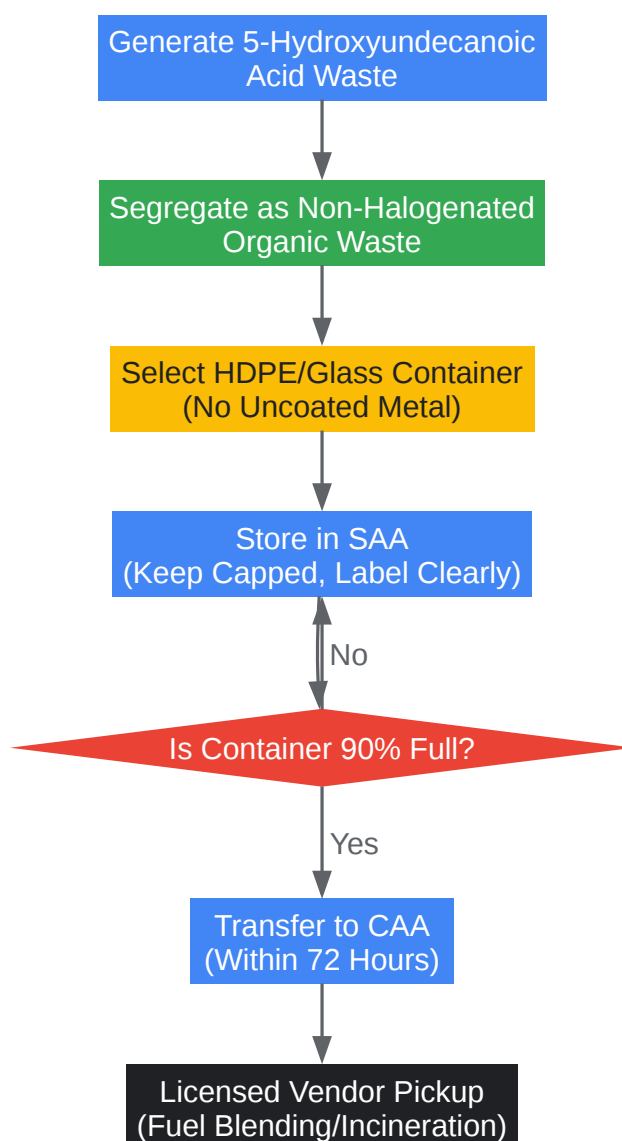 Generate 5-Hydroxyundecanoic
Acid Waste
Segregate as Non-Halogenated
Organic Waste
Select HDPE/Glass Container
(No Uncoated Metal)
Store in SAA
(Keep Capped, Label Clearly)
No
Is Container 90% Full?
Yes
Transfer to CAA
(Within 72 Hours)
Licensed Vendor Pickup
(Fuel Blending/Incineration)